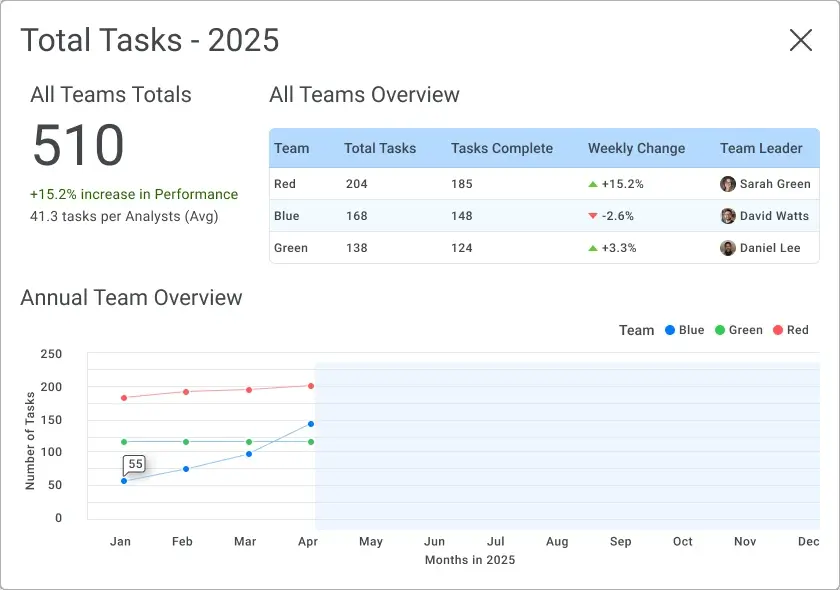 Total Tasks - 2025
All Teams Totals
510
+15.2% increase in Performance
41.3 tasks per Analysts (Avg)
All Teams Overview
Team Total Tasks Tasks Complete Weekly Change Team Leader
Red 204 185 +15.2% Sarah Green
Blue 168 148 -2.6% David Watts
Green 138 124 +3.3% Daniel Lee
Annual Team Overview
Team Blue Green Red
Number of Tasks
250
200
150
100
50
0
55
Jan Feb Mar Apr May Jun Jul Aug Sep Oct Nov Dec
Months in 2025